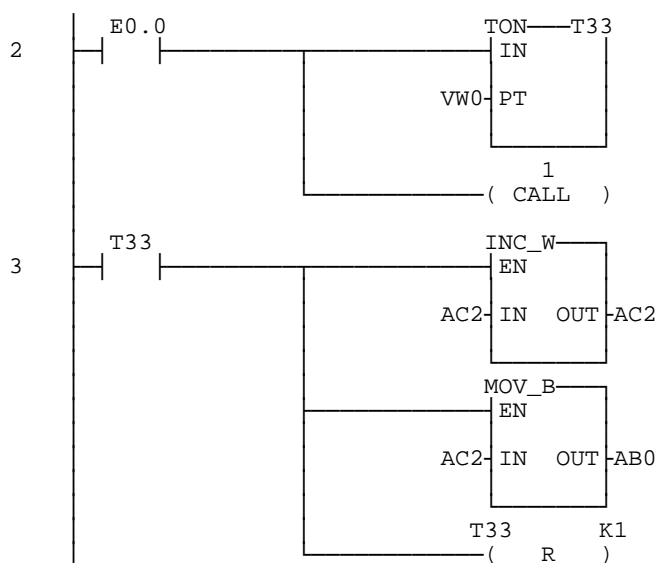 E0.0 TON T33
2 IN
VW0 PT
1
( CALL )
T33 INC_W
3 EN
AC2 IN OUT AC2
MOV_B
EN
AC2 IN OUT AB0
T33 K1
( R )